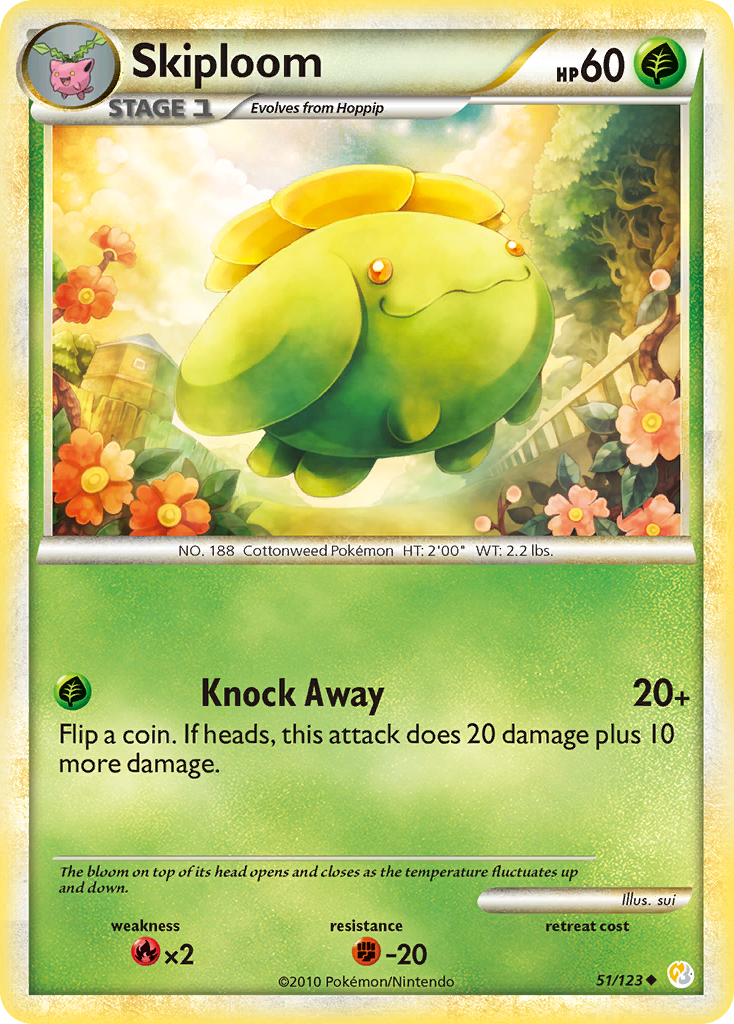 Skiploom
HP60
STAGE 1
Evolves from Hoppip
NO. 188 Cottonweed Pokémon HT: 2'00" WT: 2.2 lbs.
Knock Away 20+
Flip a coin. If heads, this attack does 20 damage plus 10
more damage.
The bloom on top of its head opens and closes as the temperature fluctuates up
and down.
Illus. sui
weakness resistance retreat cost
×2 -20
©2010 Pokémon/Nintendo 51/123